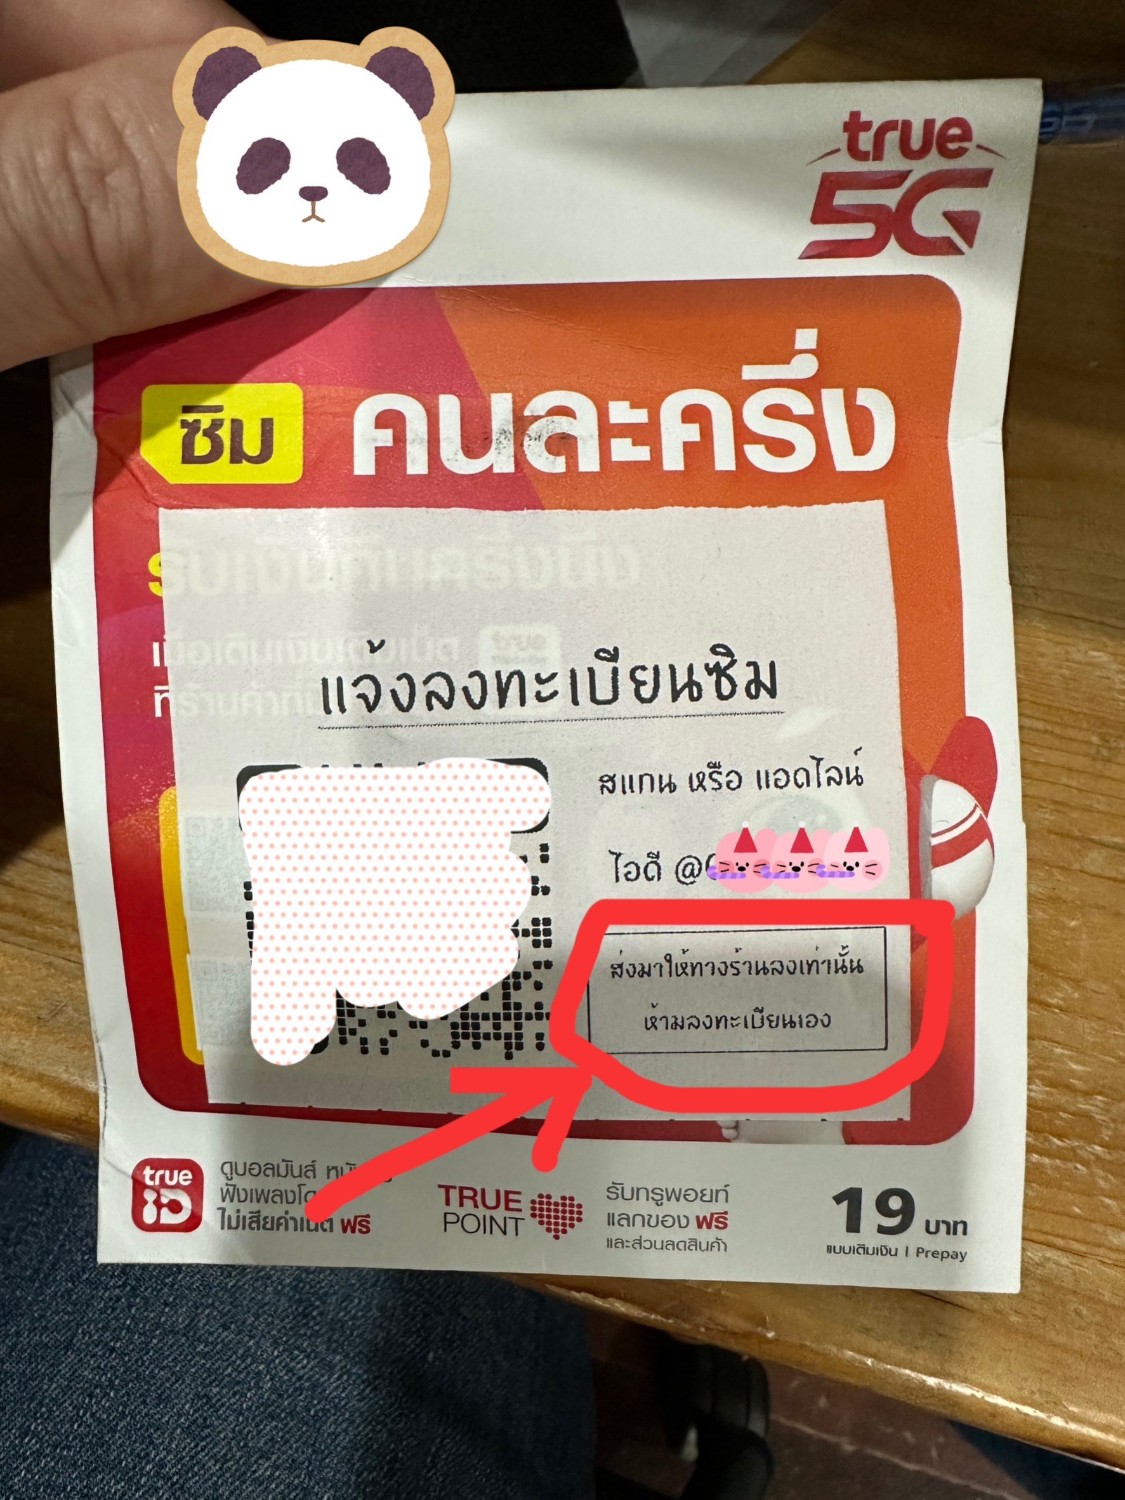 true
5G
ซิม คนละครึ่ง
แจ้งลงทะเบียนซิม
สแกน หรือ แอดไลน์
ไอดี @
ส่งมาให้ทางร้านลงเท่านั้น
ห้ามลงทะเบียนเอง
true
iD
ดูบอลมันส์
ฟังเพลง
ไม่เสียค่าเน็ต ฟรี
TRUE
POINT
รับทรูพอยท์
แลกของ ฟรี
และส่วนลดสินค้า
19 บาท
แบบเติมเงิน | Prepay